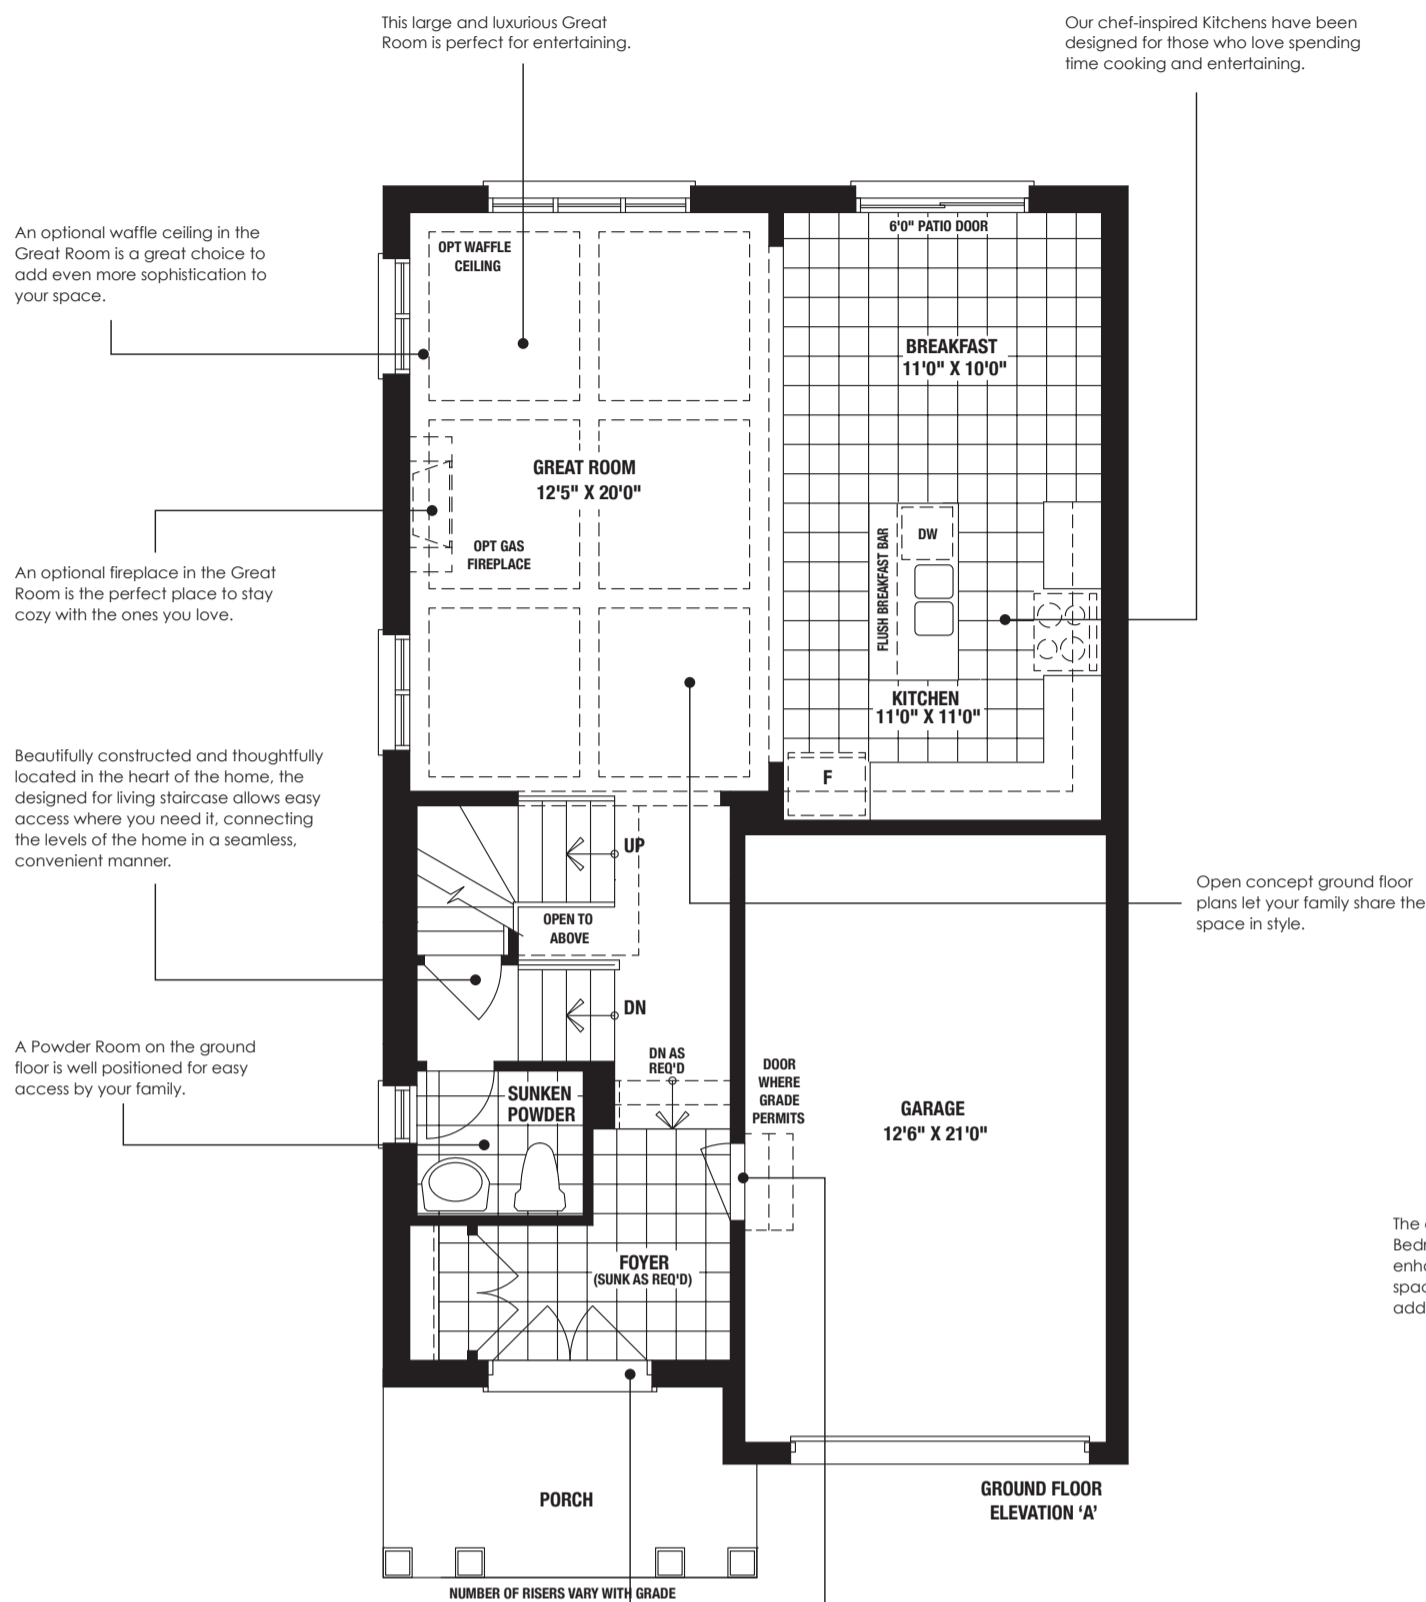 This large and luxurious Great
Room is perfect for entertaining.
Our chef-inspired Kitchens have been
designed for those who love spending
time cooking and entertaining.
An optional waffle ceiling in the
Great Room is a great choice to
add even more sophistication to
your space.
OPT WAFFLE
CEILING
6'0" PATIO DOOR
BREAKFAST
11'0" X 10'0"
GREAT ROOM
12'5" X 20'0"
OPT GAS
FIREPLACE
FLUSH BREAKFAST BAR
DW
An optional fireplace in the Great
Room is the perfect place to stay
cozy with the ones you love.
KITCHEN
11'0" X 11'0"
F
Beautifully constructed and thoughtfully
located in the heart of the home, the
designed for living staircase allows easy
access where you need it, connecting
the levels of the home in a seamless,
convenient manner.
UP
OPEN TO
ABOVE
Open concept ground floor
plans let your family share the
space in style.
DN
A Powder Room on the ground
floor is well positioned for easy
access by your family.
DN AS
REQ'D
DOOR
WHERE
GRADE
PERMITS
SUNKEN
POWDER
GARAGE
12'6" X 21'0"
FOYER
(SUNK AS REQ'D)
The
Bedr
enho
spac
add
PORCH
GROUND FLOOR
ELEVATION ‘A’
NUMBER OF RISERS VARY WITH GRADE